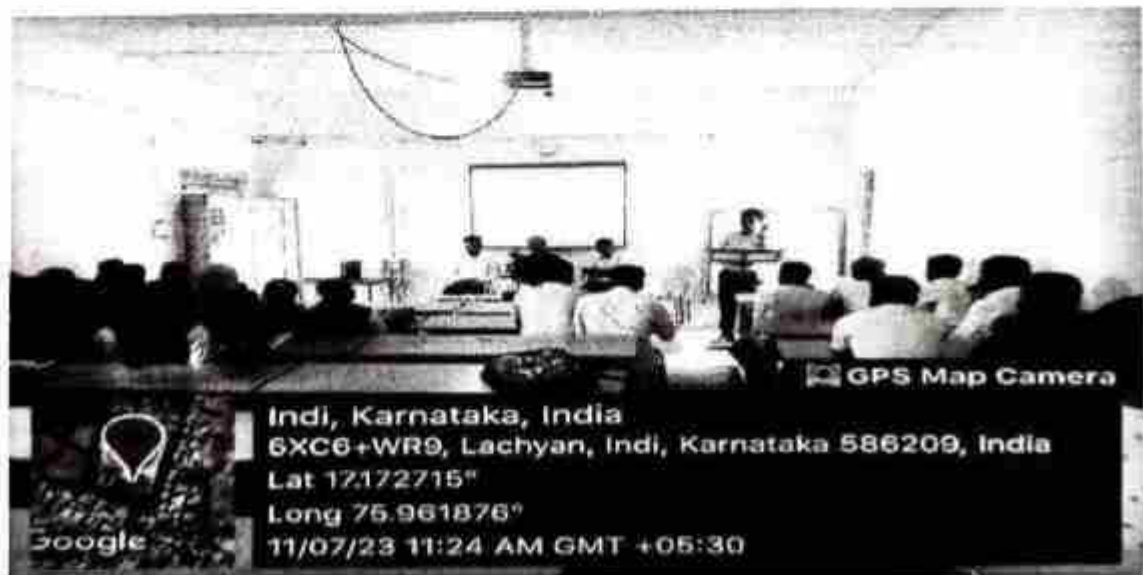 GPS Map Camera
Indi, Karnataka, India
6XC6+WR9, Lachyan, Indi, Karnataka 586209, India
Lat 17.172715°
Long 75.961876°
11/07/23 11:24 AM GMT +05:30
Google